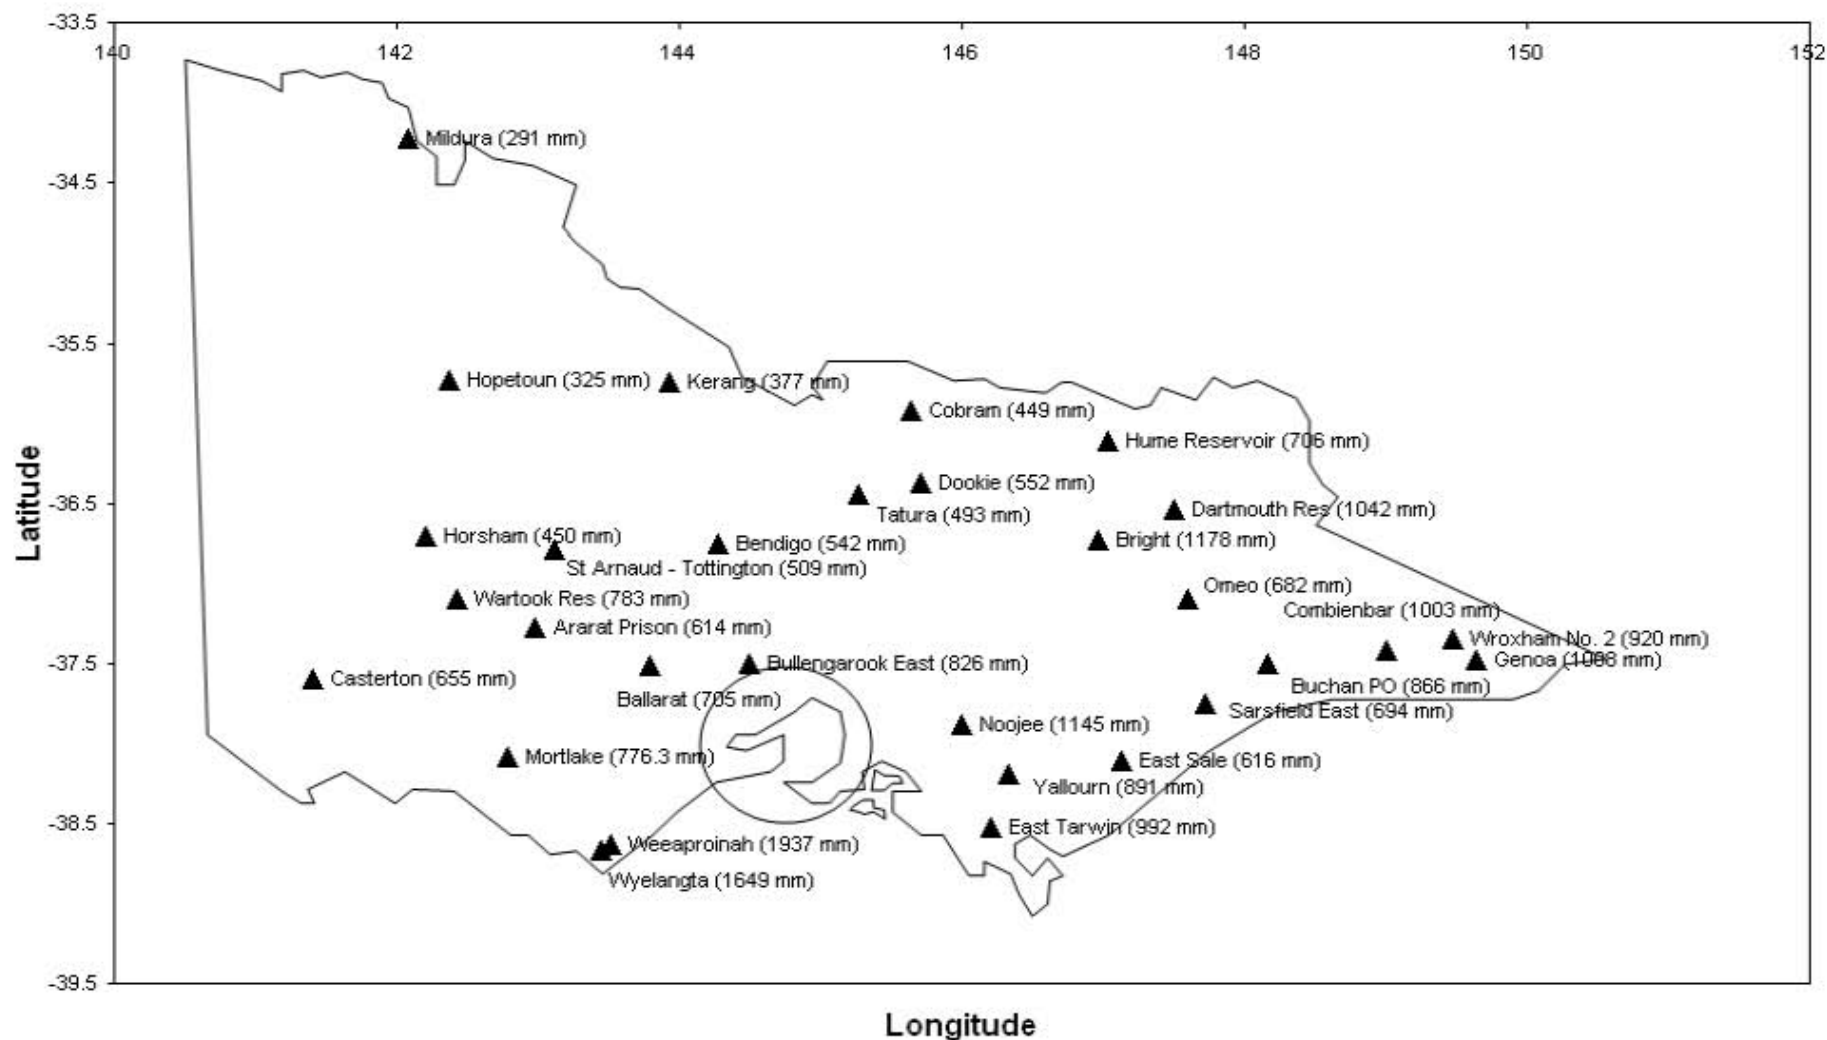 -33.5
140
142
144
146
148
150
152
Mildura (291 mm)
-34.5
-35.5
Hopetoun (325 mm)
Kerang (377 mm)
Cobram (449 mm)
Hume Reservoir (706 mm)
Dookie (552 mm)
-36.5
Tatura (493 mm)
Dartmouth Res (1042 mm)
Horsham (450 mm)
Bendigo (542 mm)
Bright (1178 mm)
St Arnaud - Tottington (509 mm)
Omeo (682 mm)
Wartook Res (783 mm)
Combienbar (1003 mm)
Ararat Prison (614 mm)
Wroxham No. 2 (920 mm)
-37.5
Bullengarook East (826 mm)
Genoa (1008 mm)
Casterton (655 mm)
Buchan PO (866 mm)
Ballarat (705 mm)
Sarsfield East (694 mm)
Noojee (1145 mm)
Mortlake (776.3 mm)
East Sale (616 mm)
Yallourn (891 mm)
-38.5
East Tarwin (992 mm)
Weeaproinah (1937 mm)
Wyelangta (1649 mm)
-39.5
Latitude
Longitude